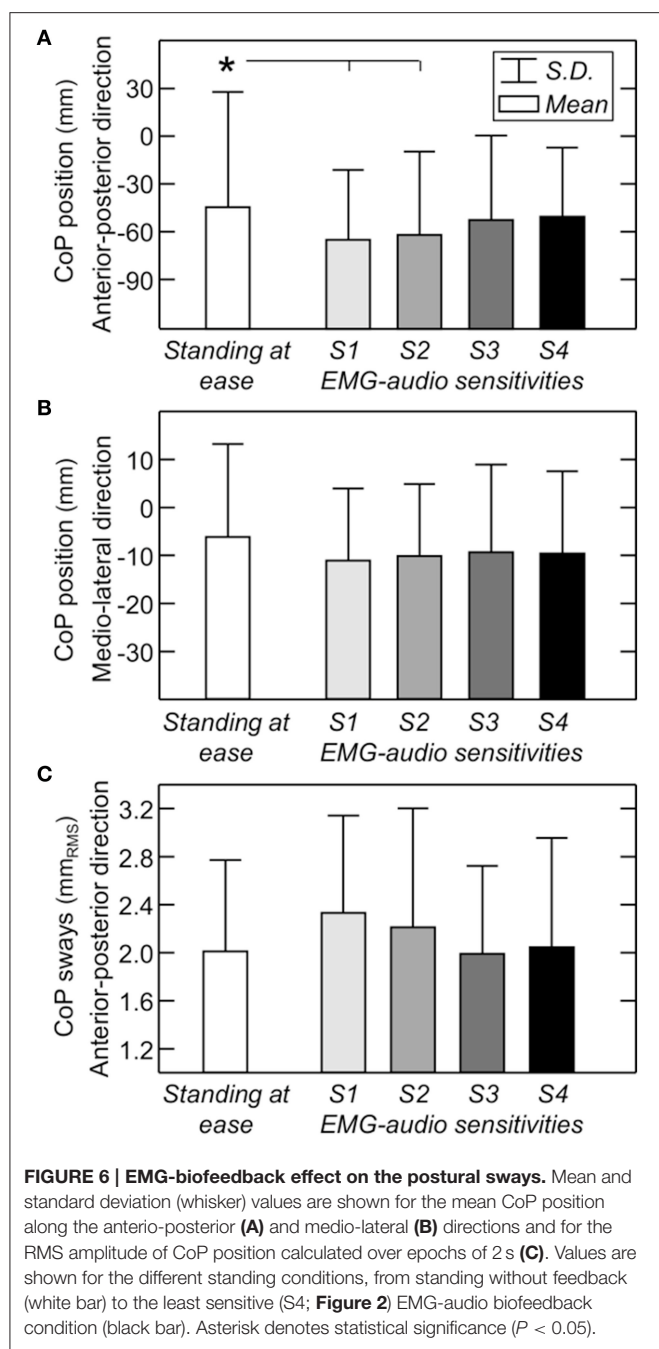 A
CoP position (mm)
Anterior-posterior direction
30
0
-30
-60
-90
*
S.D.
Mean
Standing at ease
S1 S2 S3 S4
EMG-audio sensitivities
B
CoP position (mm)
Medio-lateral direction
10
0
-10
-20
-30
Standing at ease
S1 S2 S3 S4
EMG-audio sensitivities
C
CoP sways (mmRMS)
Anterior-posterior direction
3.2
2.8
2.4
2.0
1.6
1.2
Standing at ease
S1 S2 S3 S4
EMG-audio sensitivities
FIGURE 6 | EMG-biofeedback effect on the postural sways. Mean and
standard deviation (whisker) values are shown for the mean CoP position
along the anterio-posterior (A) and medio-lateral (B) directions and for the
RMS amplitude of CoP position calculated over epochs of 2 s (C). Values are
shown for the different standing conditions, from standing without feedback
(white bar) to the least sensitive (S4; Figure 2) EMG-audio biofeedback
condition (black bar). Asterisk denotes statistical significance (P < 0.05).